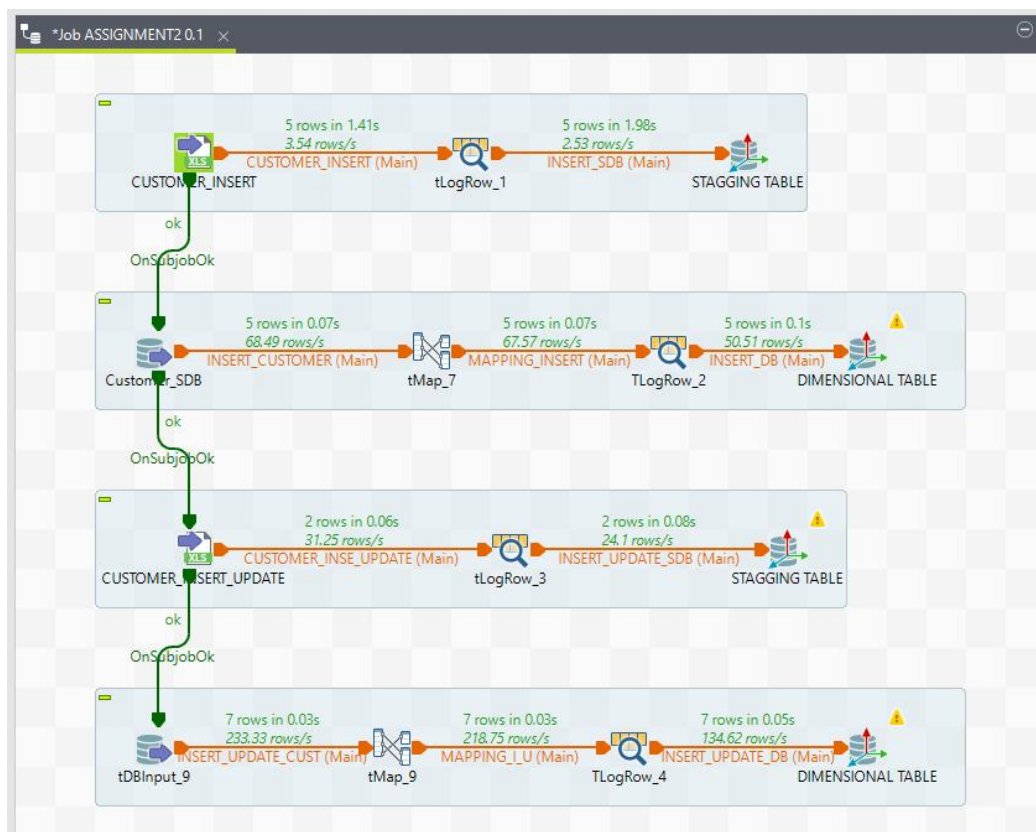 *Job ASSIGNMENT2 0.1
5 rows in 1.41s
3.54 rows/s
CUSTOMER_INSERT (Main)
5 rows in 1.98s
2.53 rows/s
INSERT_SDB (Main)
XLS
CUSTOMER_INSERT
tLogRow_1
STAGGING TABLE
ok
OnSubjobOk
5 rows in 0.07s
68.49 rows/s
INSERT_CUSTOMER (Main)
5 rows in 0.07s
67.57 rows/s
MAPPING_INSERT (Main)
5 rows in 0.1s
50.51 rows/s
INSERT_DB (Main)
Customer_SDB
tMap_7
TLogRow_2
DIMENSIONAL TABLE
ok
OnSubjobOk
2 rows in 0.06s
31.25 rows/s
CUSTOMER_INSE_UPDATE (Main)
2 rows in 0.08s
24.1 rows/s
INSERT_UPDATE_SDB (Main)
XLS
CUSTOMER_INSERT_UPDATE
tLogRow_3
STAGGING TABLE
ok
OnSubjobOk
7 rows in 0.03s
233.33 rows/s
INSERT_UPDATE_CUST (Main)
7 rows in 0.03s
218.75 rows/s
MAPPING_I_U (Main)
7 rows in 0.05s
134.62 rows/s
INSERT_UPDATE_DB (Main)
tDBInput_9
tMap_9
TLogRow_4
DIMENSIONAL TABLE